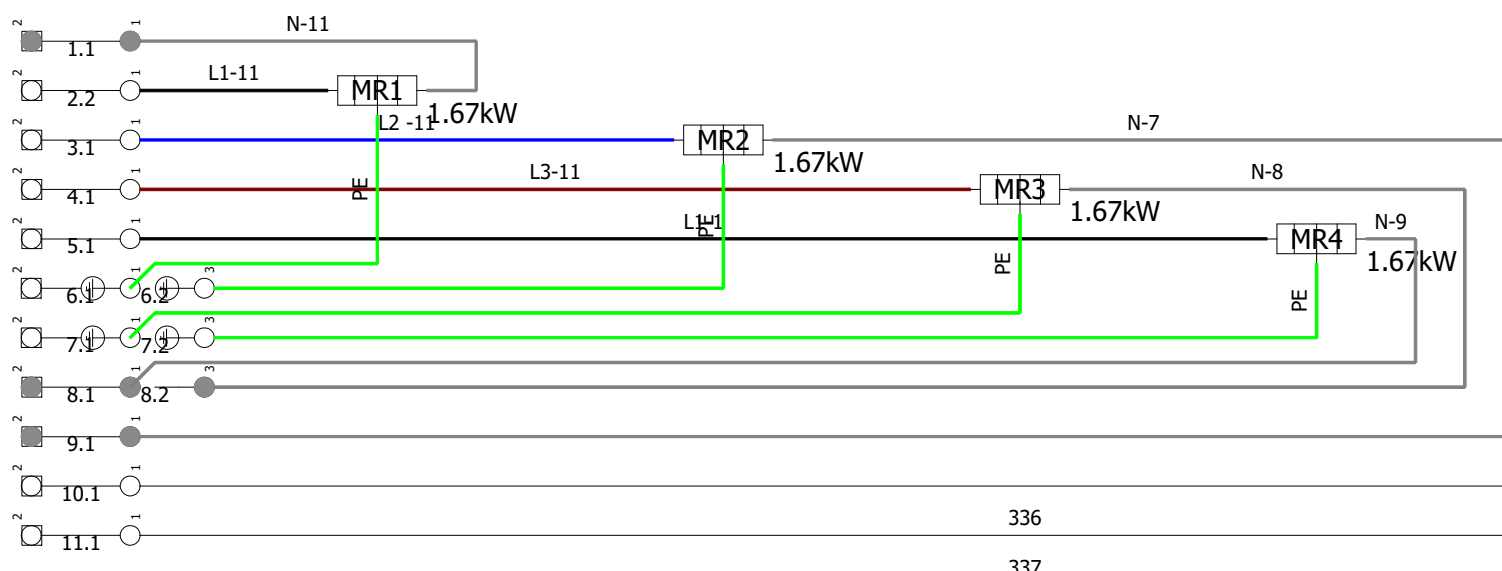 2 1 N-11
1.1
2 1 L1-11 MR1
2.2 1.67kW
2 1 L2 -11 MR2 N-7
3.1 1.67kW
2 1 L3-11 MR3 N-8
4.1 PE 1.67kW
2 1 PE MR4 N-9
5.1 1.67kW
2 1 3 PE
6.1 6.2 PE
2 1 3
7.1 7.2
2 1 3
8.1 8.2
2 1
9.1
2 1
10.1
336
2 1
11.1
337